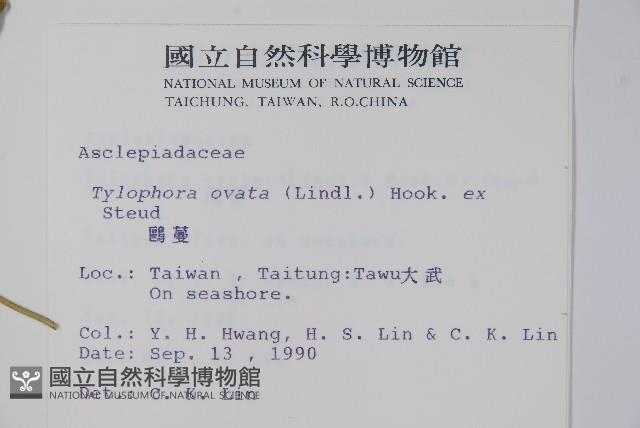 國立自然科學博物館
NATIONAL MUSEUM OF NATURAL SCIENCE
TAICHUNG, TAIWAN, R.O.CHINA
Asclepiadaceae
Tylophora ovata (Lindl.) Hook. ex
Steud
鷗蔓
Loc.: Taiwan , Taitung:Tawu大武
On seashore.
Col.: Y. H. Hwang, H. S. Lin & C. K. Lin
Date: Sep. 13 , 1990
國立自然科學博物館
NATIONAL MUSEUM OF NATURAL SCIENCE
Det.: C. K. Lin